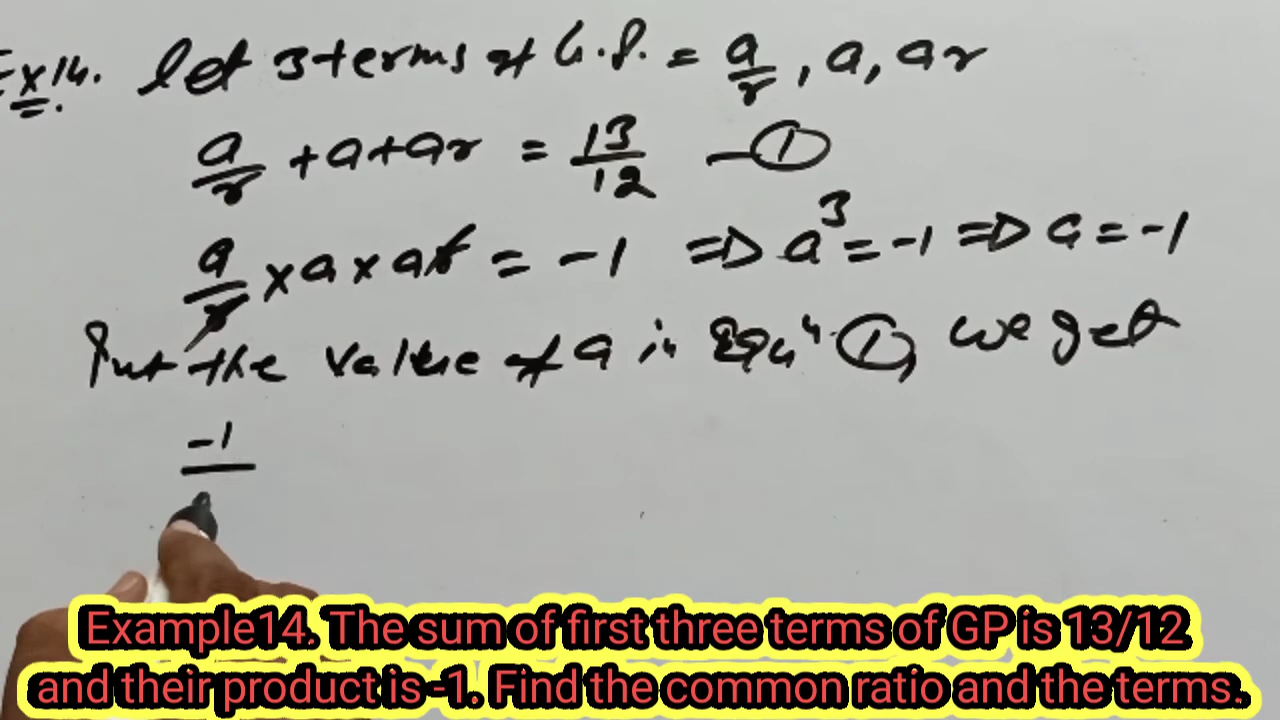 Ex14. Let 3 terms of G.P. = a/r, a, ar
a/r + a + ar = 13/12 — ①
a/r × a × ar = -1 ⇒ a³ = -1 ⇒ a = -1
Put the value of a in Eqn ①, we get
-1
Example14. The sum of first three terms of GP is 13/12
and their product is -1. Find the common ratio and the terms.